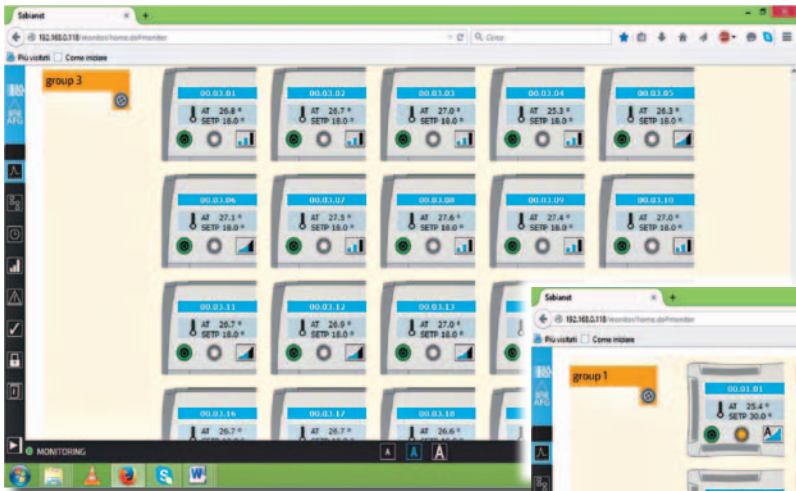 Sabianet
192.168.0.118/monitor/home.do#monitor
Cerca
Più visitati Come iniziare
group 3
AFG
00.03.01
AT 26.8 °
SETP 18.0 °
00.03.02
AT 26.7 °
SETP 18.0 °
00.03.03
AT 27.0 °
SETP 18.0 °
00.03.04
AT 25.3 °
SETP 18.0 °
00.03.05
AT 26.3 °
SETP 18.0 °
00.03.06
AT 27.1 °
SETP 18.0 °
00.03.07
AT 27.5 °
SETP 18.0 °
00.03.08
AT 27.6 °
SETP 18.0 °
00.03.09
AT 27.4 °
SETP 18.0 °
00.03.10
AT 27.0 °
SETP 18.0 °
00.03.11
AT 26.7 °
SETP 18.0 °
00.03.12
AT 26.9 °
SETP 18.0 °
00.03.13
AT 27.0 °
SETP 18.0 °
00.03.16
AT 26.7 °
00.03.17
AT 26.7 °
00.03.18
AT 26.6 °
MONITORING
A A A
Sabianet
192.168.0.118/monitor/home.do#monitor
Più visitati Come iniziare
group 1
AFG
00.01.01
AT 25.4 °
SETP 30.0 °
A